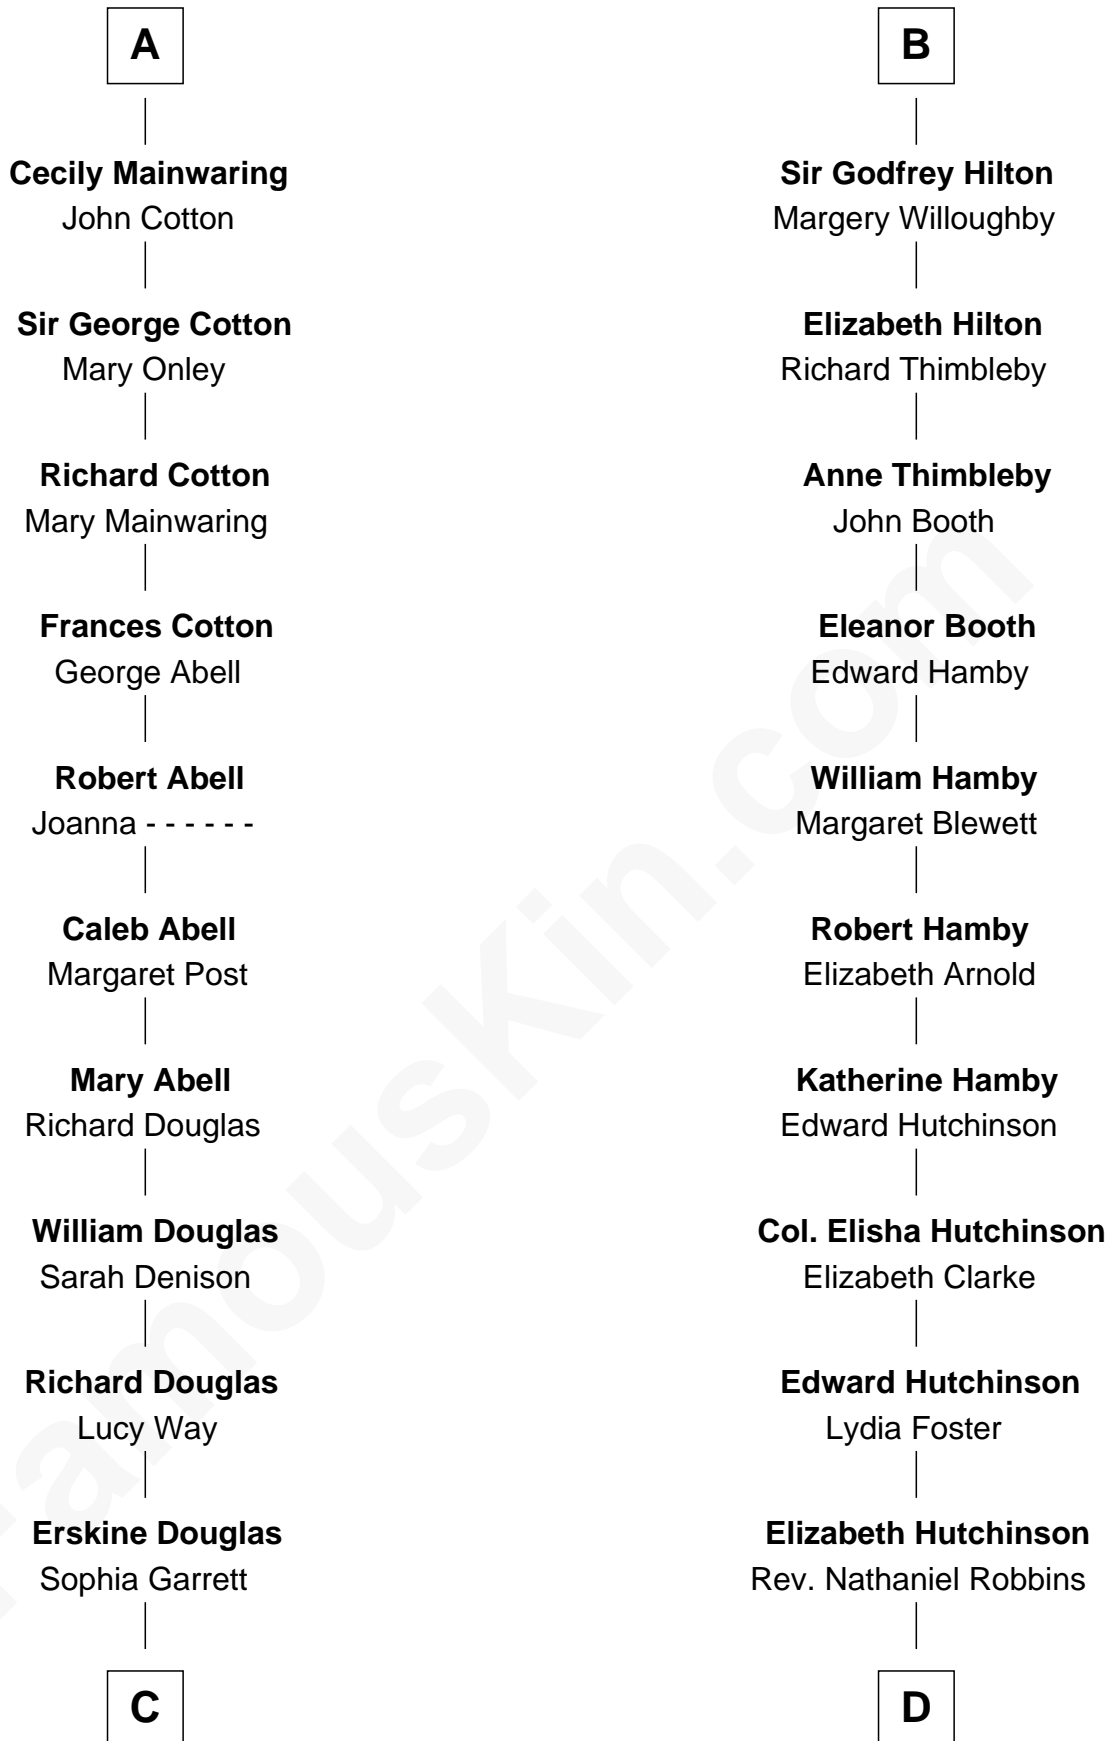 A
Cecily Mainwaring
John Cotton
Sir George Cotton
Mary Onley
Richard Cotton
Mary Mainwaring
Frances Cotton
George Abell
Robert Abell
Joanna - - - - - -
Caleb Abell
Margaret Post
Mary Abell
Richard Douglas
William Douglas
Sarah Denison
Richard Douglas
Lucy Way
Erskine Douglas
Sophia Garrett
C
B
Sir Godfrey Hilton
Margery Willoughby
Elizabeth Hilton
Richard Thimbleby
Anne Thimbleby
John Booth
Eleanor Booth
Edward Hamby
William Hamby
Margaret Blewett
Robert Hamby
Elizabeth Arnold
Katherine Hamby
Edward Hutchinson
Col. Elisha Hutchinson
Elizabeth Clarke
Edward Hutchinson
Lydia Foster
Elizabeth Hutchinson
Rev. Nathaniel Robbins
D
FamousKin.com